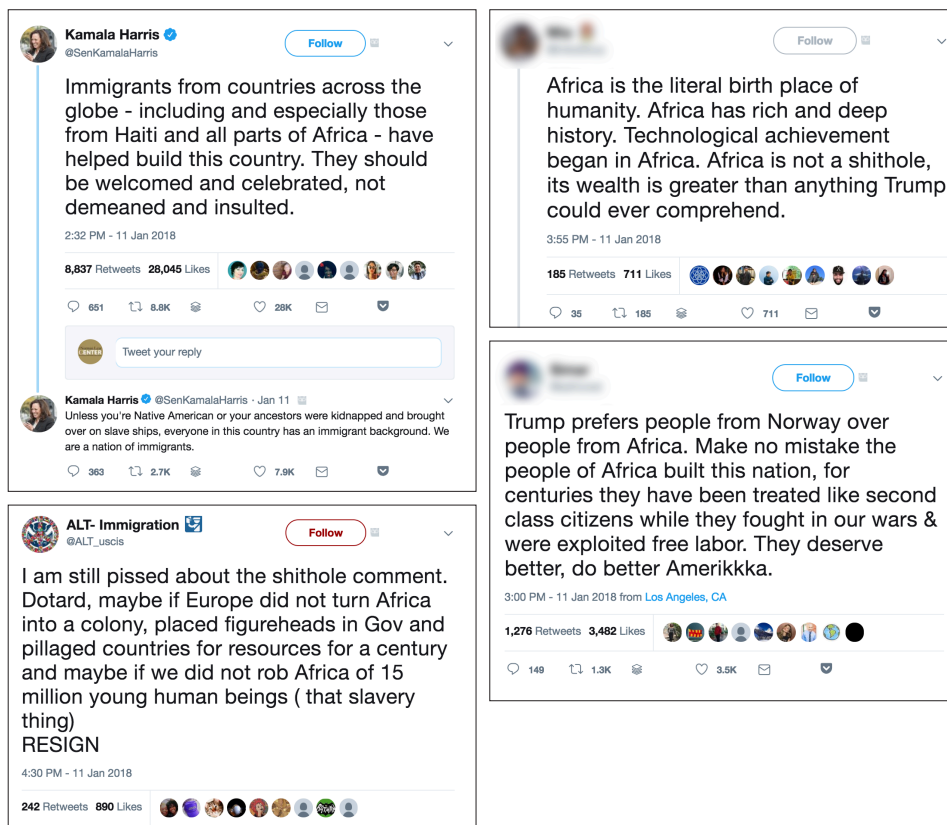 Kamala Harris
@SenKamalaHarris
Follow
Immigrants from countries across the
globe - including and especially those
from Haiti and all parts of Africa - have
helped build this country. They should
be welcomed and celebrated, not
demeaned and insulted.
2:32 PM - 11 Jan 2018
8,837 Retweets 28,045 Likes
651 8.8K 28K
CENTER
Tweet your reply
Kamala Harris @SenKamalaHarris · Jan 11
Unless you're Native American or your ancestors were kidnapped and brought
over on slave ships, everyone in this country has an immigrant background. We
are a nation of immigrants.
363 2.7K 7.9K
ALT- Immigration
@ALT_uscis
Follow
I am still pissed about the shithole comment.
Dotard, maybe if Europe did not turn Africa
into a colony, placed figureheads in Gov and
pillaged countries for resources for a century
and maybe if we did not rob Africa of 15
million young human beings ( that slavery
thing)
RESIGN
4:30 PM - 11 Jan 2018
242 Retweets 890 Likes
Follow
Africa is the literal birth place of
humanity. Africa has rich and deep
history. Technological achievement
began in Africa. Africa is not a shithole,
its wealth is greater than anything Trump
could ever comprehend.
3:55 PM - 11 Jan 2018
185 Retweets 711 Likes
35 185 711
Follow
Trump prefers people from Norway over
people from Africa. Make no mistake the
people of Africa built this nation, for
centuries they have been treated like second
class citizens while they fought in our wars &
were exploited free labor. They deserve
better, do better Amerikkka.
3:00 PM - 11 Jan 2018 from Los Angeles, CA
1,276 Retweets 3,482 Likes
149 1.3K 3.5K